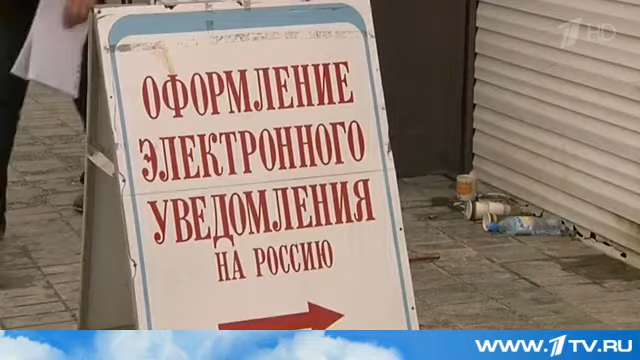 HD
ОФОРМЛЕНИЕ
ЭЛЕКТРОННОГО
УВЕДОМЛЕНИЯ
НА РОССИЮ
WWW.1TV.RU